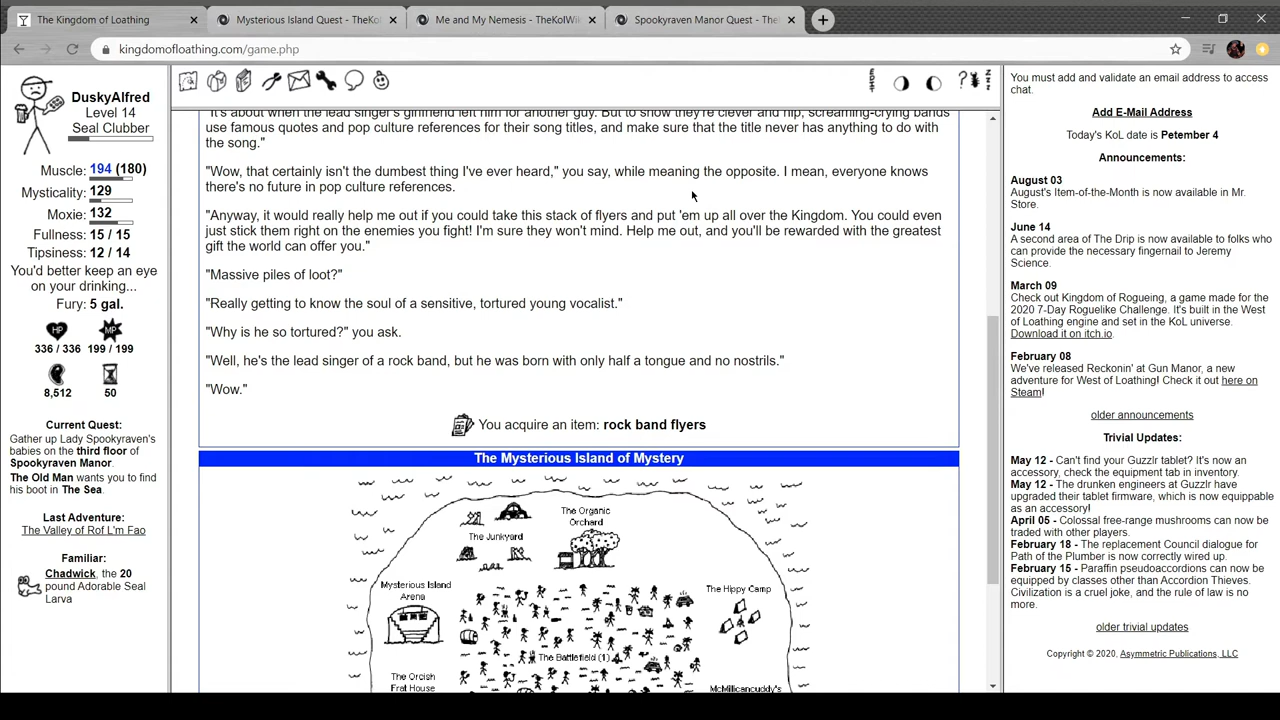 The Kingdom of Loathing
Mysterious Island Quest - TheKol
Me and My Nemesis - TheKolWi
Spookyraven Manor Quest - The
kingdomofloathing.com/game.php
DuskyAlfred
Level 14
Seal Clubber
Muscle: 194 (180)
Mysticality: 129
Moxie: 132
Fullness: 15 / 15
Tipsiness: 12 / 14
You'd better keep an eye
on your drinking...
Fury: 5 gal.
HP
MP
336 / 336
199 / 199
8,512
50
Current Quest:
Gather up Lady Spookyraven's
babies on the third floor of
Spookyraven Manor.
The Old Man wants you to find
his boot in The Sea.
Last Adventure:
The Valley of Rof L'm Fao
Familiar:
Chadwick, the 20
pound Adorable Seal
Larva
"It's about when the lead singer's girlfriend left him for another guy. But to show they're clever and hip, screaming-crying bands
use famous quotes and pop culture references for their song titles, and make sure that the title never has anything to do with
the song."
"Wow, that certainly isn't the dumbest thing I've ever heard," you say, while meaning the opposite. I mean, everyone knows
there's no future in pop culture references.
"Anyway, it would really help me out if you could take this stack of flyers and put 'em up all over the Kingdom. You could even
just stick them right on the enemies you fight! I'm sure they won't mind. Help me out, and you'll be rewarded with the greatest
gift the world can offer you."
"Massive piles of loot?"
"Really getting to know the soul of a sensitive, tortured young vocalist."
"Why is he so tortured?" you ask.
"Well, he's the lead singer of a rock band, but he was born with only half a tongue and no nostrils."
"Wow."
You acquire an item: rock band flyers
The Mysterious Island of Mystery
The Organic
Orchard
The Junkyard
Mysterious Island
Arena
The Hippy Camp
The Battlefield (1)
The Orcish
Frat House
McMillicancuddy's
You must add and validate an email address to access
chat.
Add E-Mail Address
Today's KoL date is Petember 4
Announcements:
August 03
August's Item-of-the-Month is now available in Mr.
Store.
June 14
A second area of The Drip is now available to folks who
can provide the necessary fingernail to Jeremy
Science.
March 09
Check out Kingdom of Rogueing, a game made for the
2020 7-Day Roguelike Challenge. It's built in the West
of Loathing engine and set in the KoL universe.
Download it on itch.io.
February 08
We've released Reckonin' at Gun Manor, a new
adventure for West of Loathing! Check it out here on
Steam!
older announcements
Trivial Updates:
May 12 - Can't find your Guzzlr tablet? It's now an
accessory, check the equipment tab in inventory.
May 12 - The drunken engineers at Guzzlr have
upgraded their tablet firmware, which is now equippable
as an accessory!
April 05 - Colossal free-range mushrooms can now be
traded with other players.
February 18 - The replacement Council dialogue for
Path of the Plumber is now correctly wired up.
February 15 - Paraffin pseudoaccordions can now be
equipped by classes other than Accordion Thieves.
Civilization is a cruel joke, and the rule of law is no
more.
older trivial updates
Copyright © 2020, Asymmetric Publications, LLC